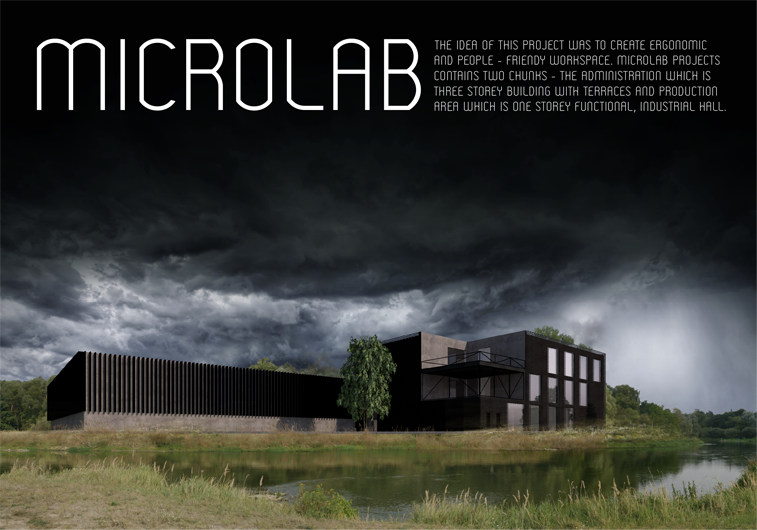 MICROLAB
THE IDEA OF THIS PROJECT WAS TO CREATE ERGONOMIC
AND PEOPLE - FRIENDY WORKSPACE. MICROLAB PROJECTS
CONTAINS TWO CHUNKS - THE ADMINISTRATION WHICH IS
THREE STOREY BUILDING WITH TERRACES AND PRODUCTION
AREA WHICH IS ONE STOREY FUNCTIONAL, INDUSTRIAL HALL.